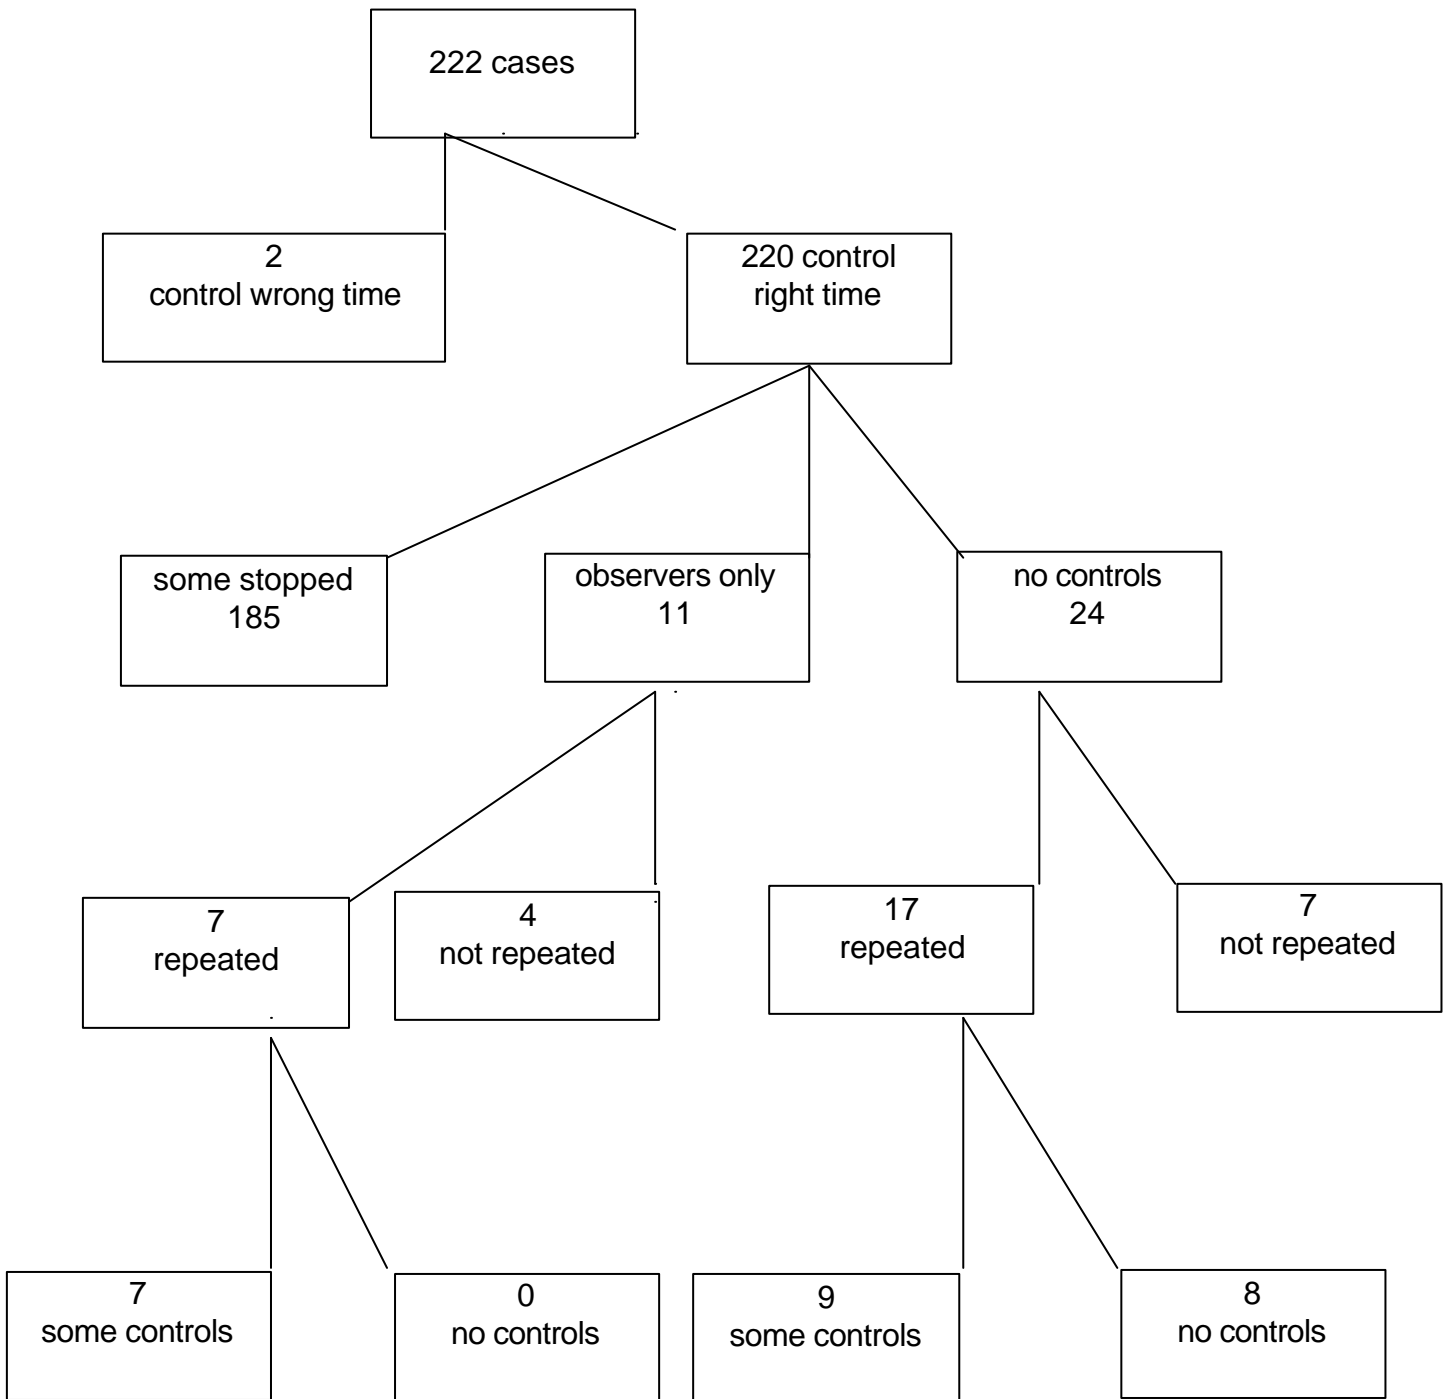 222 cases
2
control wrong time
220 control
right time
some stopped
185
observers only
11
no controls
24
7
repeated
4
not repeated
17
repeated
7
not repeated
7
some controls
0
no controls
9
some controls
8
no controls